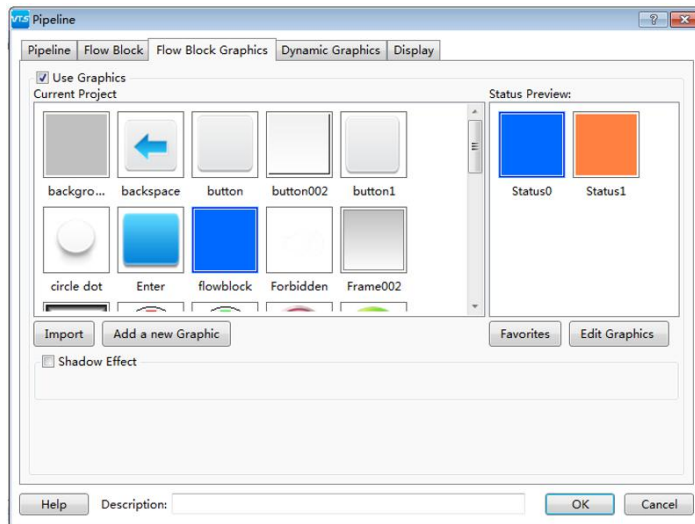 VTS Pipeline
Pipeline Flow Block Flow Block Graphics Dynamic Graphics Display
Use Graphics
Current Project Status Preview:
backgro... backspace button button002 button1 Status0 Status1
circle dot Enter flowblock Forbidden Frame002
Import Add a new Graphic Favorites Edit Graphics
Shadow Effect
Help Description: OK Cancel